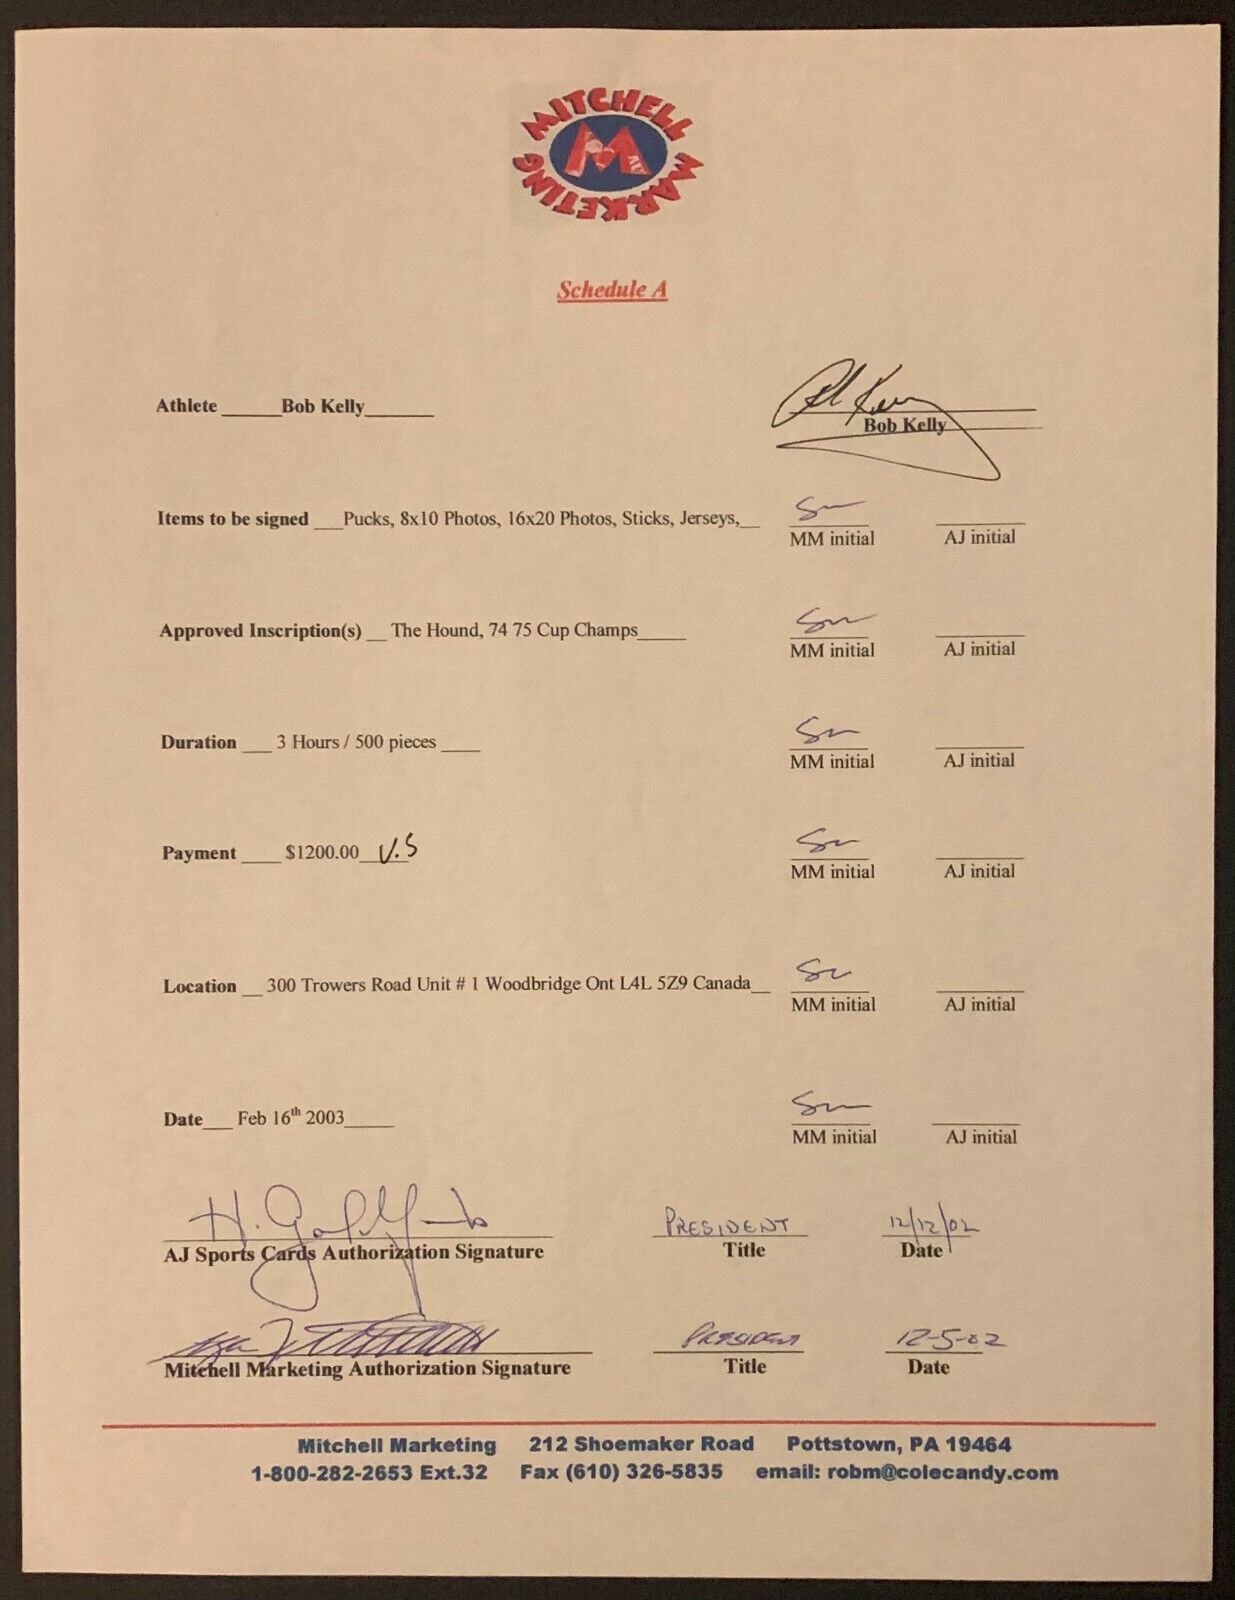 MITCHELL MARKETING
M
Schedule A
Athlete ______Bob Kelly_______
Bob Kelly
Items to be signed ___Pucks, 8x10 Photos, 16x20 Photos, Sticks, Jerseys,__
MM initial AJ initial
Approved Inscription(s) __ The Hound, 74 75 Cup Champs_____
MM initial AJ initial
Duration ___ 3 Hours / 500 pieces ____
MM initial AJ initial
Payment ____ $1200.00__V.S
MM initial AJ initial
Location __ 300 Trowers Road Unit # 1 Woodbridge Ont L4L 5Z9 Canada__
MM initial AJ initial
Date___ Feb 16th 2003_____
MM initial AJ initial
PRESIDENT 12/12/02
AJ Sports Cards Authorization Signature Title Date
PRESIDENT 12-5-02
Mitchell Marketing Authorization Signature Title Date
Mitchell Marketing 212 Shoemaker Road Pottstown, PA 19464
1-800-282-2653 Ext.32 Fax (610) 326-5835 email: robm@colecandy.com